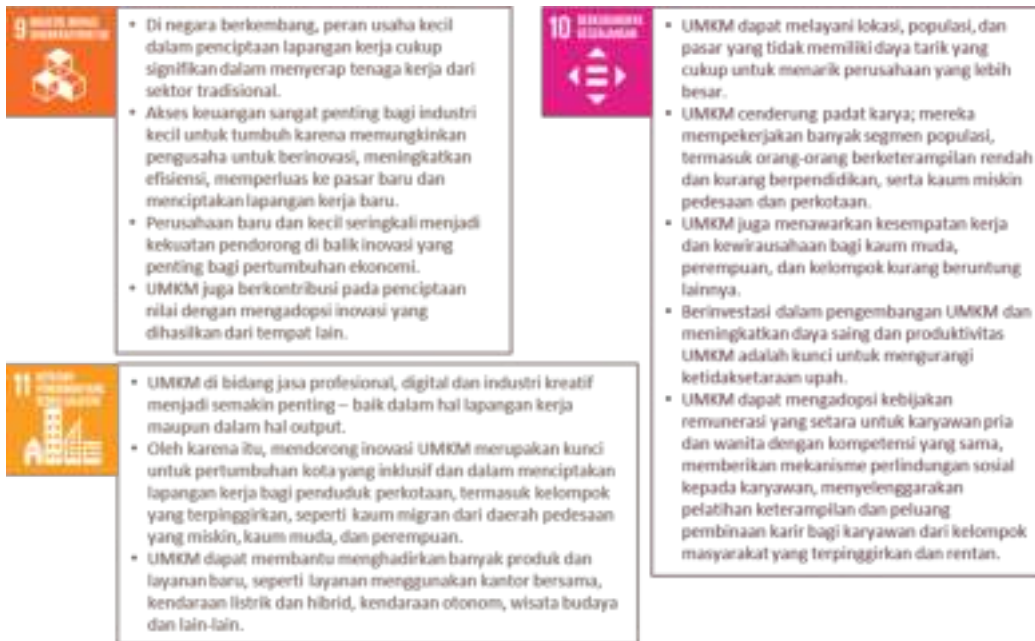 9 INDUSTRI, INOVASI
• Di negara berkembang, peran usaha kecil
dalam penciptaan lapangan kerja cukup
signifikan dalam menyerap tenaga kerja dari
sektor tradisional.
• Akses keuangan sangat penting bagi industri
kecil untuk tumbuh karena memungkinkan
pengusaha untuk berinovasi, meningkatkan
efisiensi, memperluas ke pasar baru dan
menciptakan lapangan kerja baru.
• Perusahaan baru dan kecil seringkali menjadi
kekuatan pendorong di balik inovasi yang
penting bagi pertumbuhan ekonomi.
• UMKM juga berkontribusi pada penciptaan
nilai dengan mengadopsi inovasi yang
dihasilkan dari tempat lain.
11
• UMKM di bidang jasa profesional, digital dan industri kreatif
menjadi semakin penting – baik dalam hal lapangan kerja
maupun dalam hal output.
• Oleh karena itu, mendorong inovasi UMKM merupakan kunci
untuk pertumbuhan kota yang inklusif dan dalam menciptakan
lapangan kerja bagi penduduk perkotaan, termasuk kelompok
yang terpinggirkan, seperti kaum migran dari daerah pedesaan
yang miskin, kaum muda, dan perempuan.
• UMKM dapat membantu menghadirkan banyak produk dan
layanan baru, seperti layanan menggunakan kantor bersama,
kendaraan listrik dan hibrid, kendaraan otonom, wisata budaya
dan lain-lain.
10 BERKURANGNYA
KESENJANGAN
• UMKM dapat melayani lokasi, populasi, dan
pasar yang tidak memiliki daya tarik yang
cukup untuk menarik perusahaan yang lebih
besar.
• UMKM cenderung padat karya; mereka
mempekerjakan banyak segmen populasi,
termasuk orang-orang berketerampilan rendah
dan kurang berpendidikan, serta kaum miskin
pedesaan dan perkotaan.
• UMKM juga menawarkan kesempatan kerja
dan kewirausahaan bagi kaum muda,
perempuan, dan kelompok kurang beruntung
lainnya.
• Berinvestasi dalam pengembangan UMKM dan
meningkatkan daya saing dan produktivitas
UMKM adalah kunci untuk mengurangi
ketidaksetaraan upah.
• UMKM dapat mengadopsi kebijakan
remunerasi yang setara untuk karyawan pria
dan wanita dengan kompetensi yang sama,
memberikan mekanisme perlindungan sosial
kepada karyawan, menyelenggarakan
pelatihan keterampilan dan peluang
pembinaan karir bagi karyawan dari kelompok
masyarakat yang terpinggirkan dan rentan.